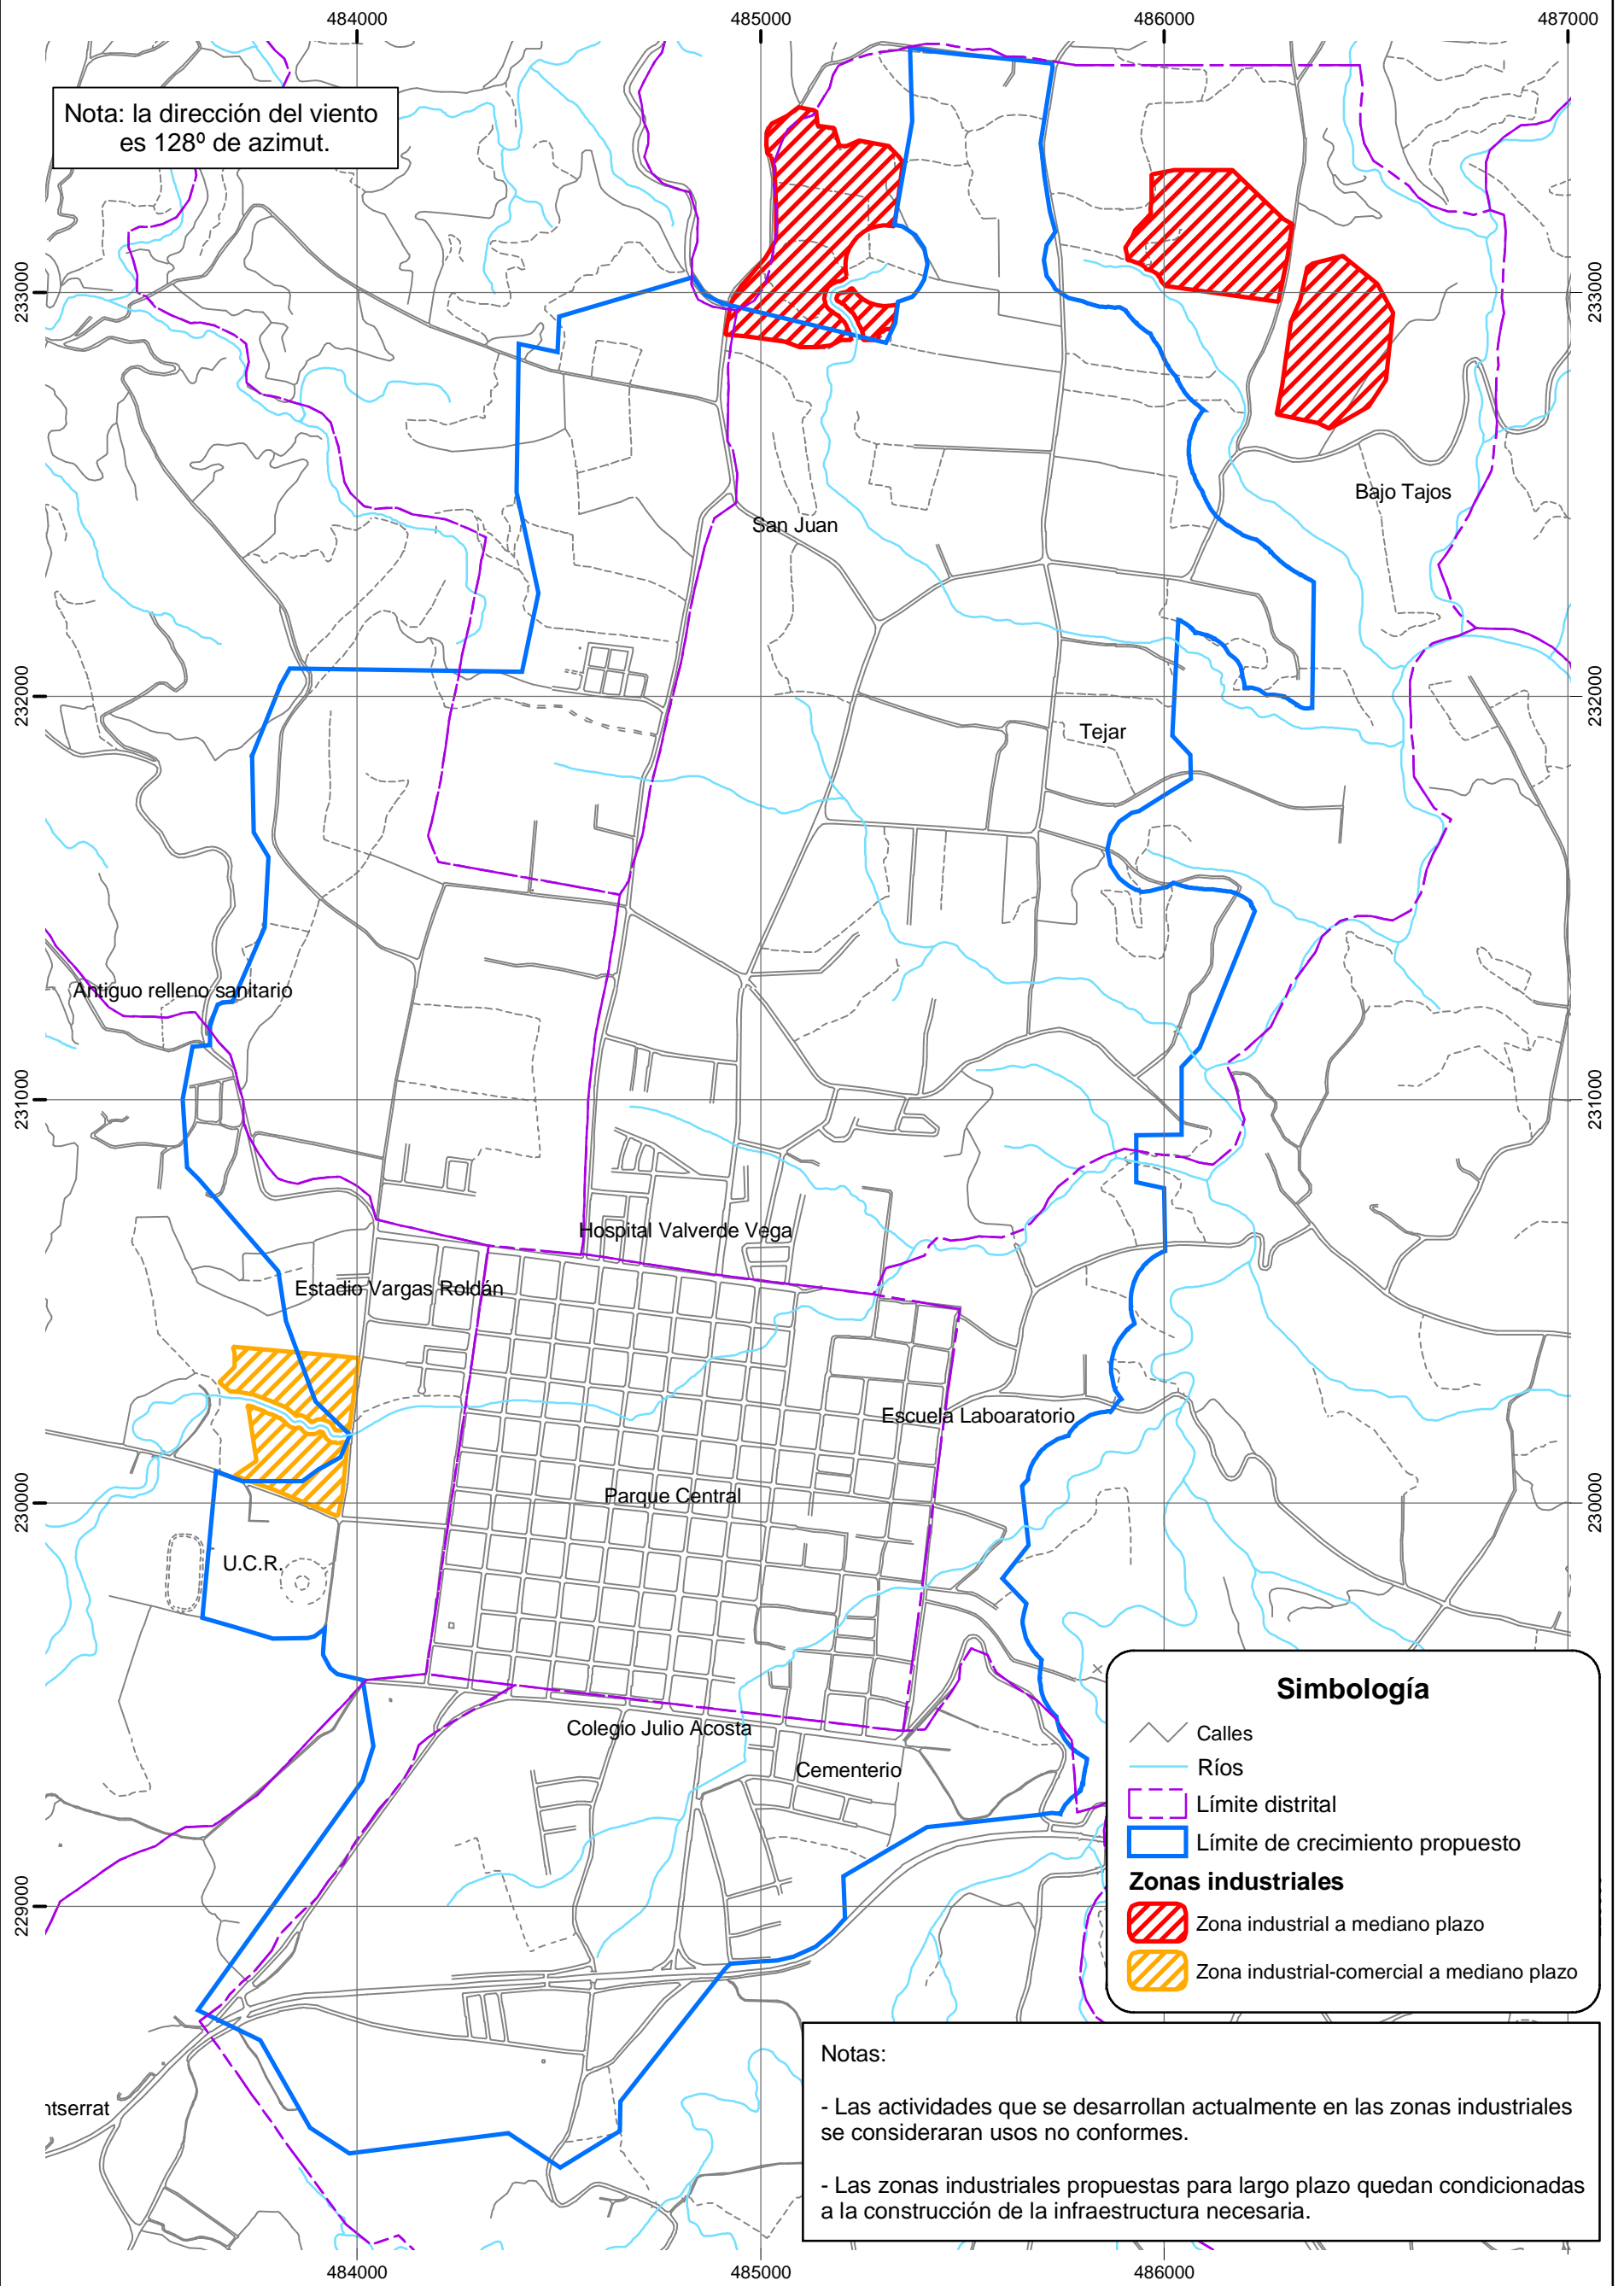 484000
485000
486000
487000
Nota: la dirección del viento
es 128º de azimut.
233000
233000
Bajo Tajos
San Juan
232000
232000
Tejar
Antiguo relleno sanitario
231000
231000
Hospital Valverde Vega
Estadio Vargas Roldán
Escuela Laboaratorio
Parque Central
230000
230000
U.C.R.
Colegio Julio Acosta
Cementerio
229000
ntserrat
Simbología
Calles
Ríos
Límite distrital
Límite de crecimiento propuesto
Zonas industriales
Zona industrial a mediano plazo
Zona industrial-comercial a mediano plazo
Notas:
- Las actividades que se desarrollan actualmente en las zonas industriales
se consideraran usos no conformes.
- Las zonas industriales propuestas para largo plazo quedan condicionadas
a la construcción de la infraestructura necesaria.
484000
485000
486000